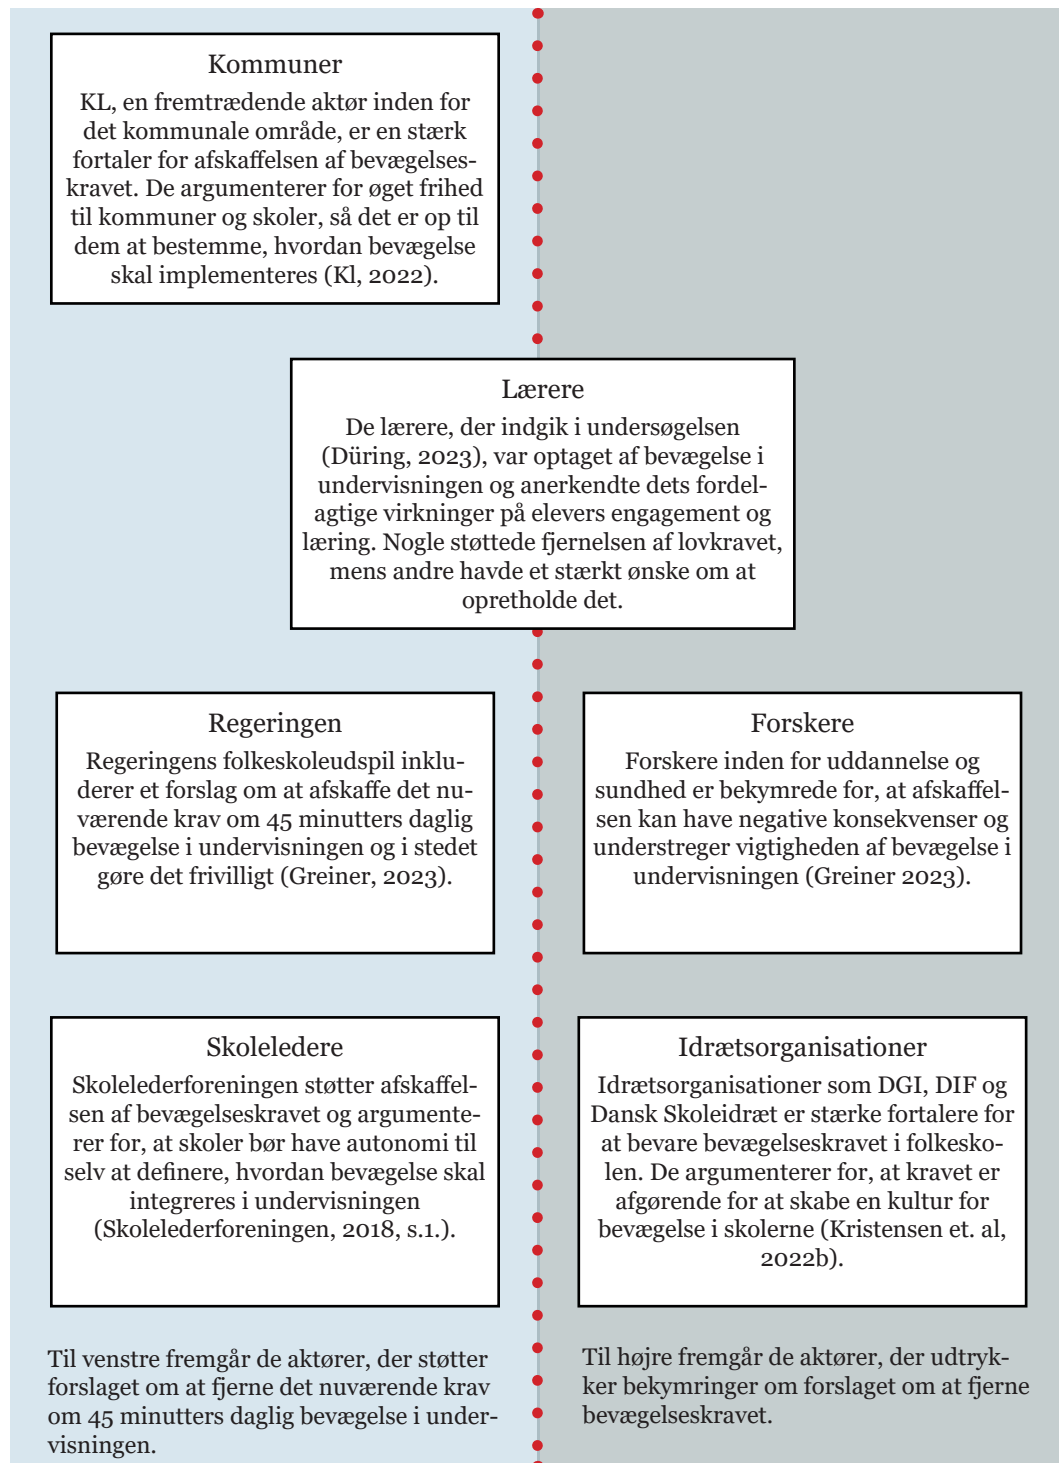 Kommuner
KL, en fremtrædende aktør inden for
det kommunale område, er en stærk
fortaler for afskaffelsen af bevægelses-
kravet. De argumenterer for øget frihed
til kommuner og skoler, så det er op til
dem at bestemme, hvordan bevægelse
skal implementeres (Kl, 2022).
Lærere
De lærere, der indgik i undersøgelsen
(Düring, 2023), var optaget af bevægelse i
undervisningen og anerkendte dets fordel-
agtige virkninger på elevers engagement og
læring. Nogle støttede fjernelsen af lovkravet,
mens andre havde et stærkt ønske om at
opretholde det.
Regeringen
Regeringens folkeskoleudspil inklu-
derer et forslag om at afskaffe det nu-
værende krav om 45 minutters daglig
bevægelse i undervisningen og i stedet
gøre det frivilligt (Greiner, 2023).
Forskere
Forskere inden for uddannelse og
sundhed er bekymrede for, at afskaffel-
sen kan have negative konsekvenser og
understreger vigtigheden af bevægelse i
undervisningen (Greiner 2023).
Skoleledere
Skolelederforeningen støtter afskaffel-
sen af bevægelseskravet og argumente-
rer for, at skoler bør have autonomi til
selv at definere, hvordan bevægelse skal
integreres i undervisningen
(Skolelederforeningen, 2018, s.1.).
Idrætsorganisationer
Idrætsorganisationer som DGI, DIF og
Dansk Skoleidræt er stærke fortalere for
at bevare bevægelseskravet i folkesko-
len. De argumenterer for, at kravet er
afgørende for at skabe en kultur for
bevægelse i skolerne (Kristensen et. al,
2022b).
Til venstre fremgår de aktører, der støtter
forslaget om at fjerne det nuværende krav
om 45 minutters daglig bevægelse i under-
visningen.
Til højre fremgår de aktører, der udtryk-
ker bekymringer om forslaget om at fjerne
bevægelseskravet.